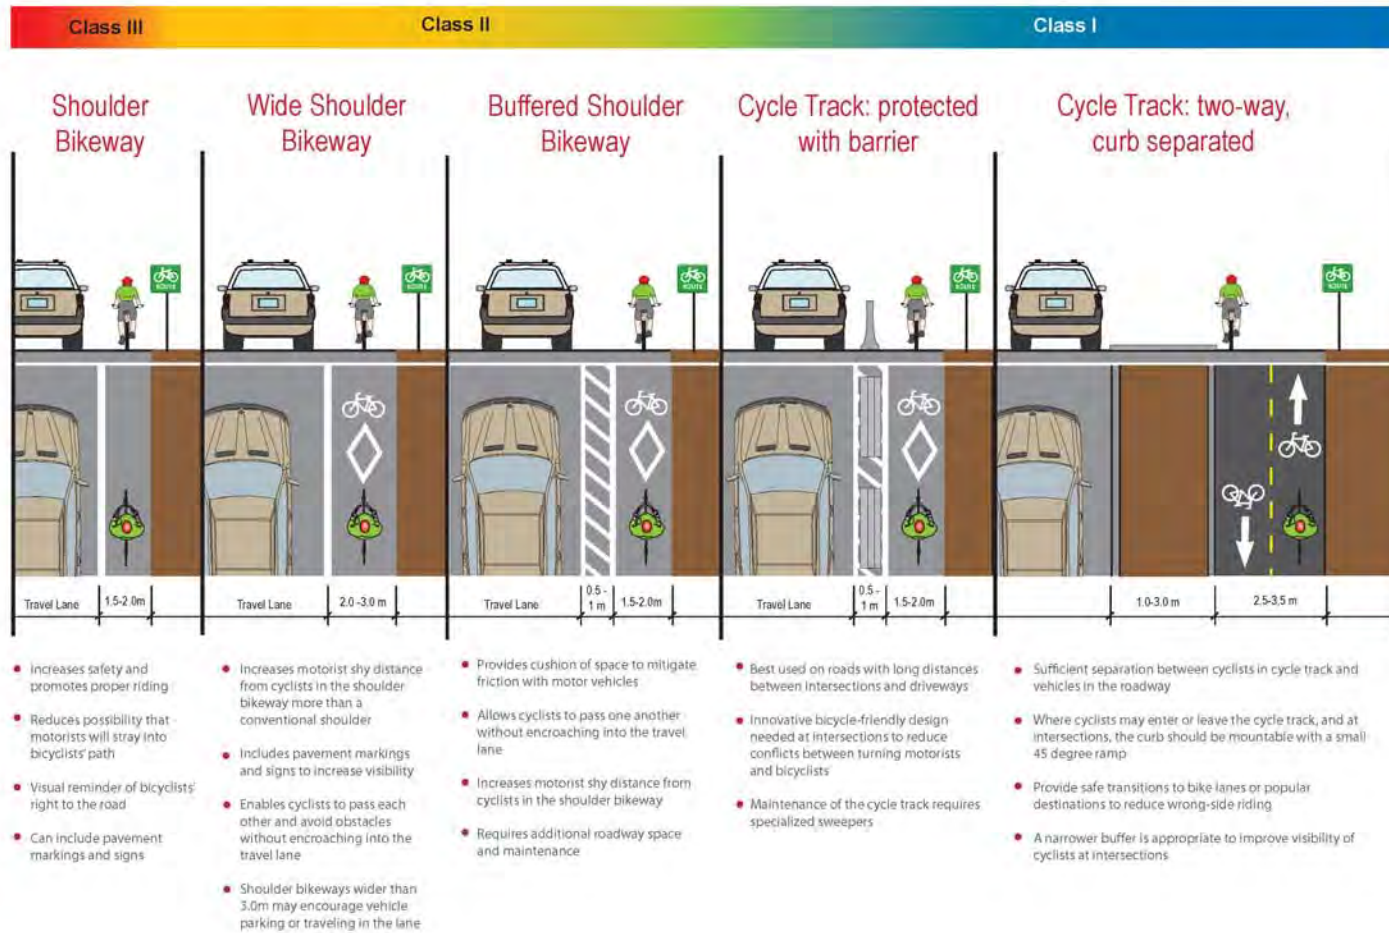 Class III
Class II
Class I
Shoulder
Bikeway
Wide Shoulder
Bikeway
Buffered Shoulder
Bikeway
Cycle Track: protected
with barrier
Cycle Track: two-way,
curb separated
ROUTE
ROUTE
ROUTE
ROUTE
ROUTE
Travel Lane
1.5-2.0m
Travel Lane
2.0-3.0 m
Travel Lane
0.5 -
1 m
1.5-2.0m
Travel Lane
0.5 -
1 m
1.5-2.0m
1.0-3.0 m
2.5-3.5 m
Increases safety and
promotes proper riding
Reduces possibility that
motorists will stray into
bicyclists' path
Visual reminder of bicyclists'
right to the road
Can include pavement
markings and signs
Increases motorist shy distance
from cyclists in the shoulder
bikeway more than a
conventional shoulder
Includes pavement markings
and signs to increase visibility
Enables cyclists to pass each
other and avoid obstacles
without encroaching into the
travel lane
Shoulder bikeways wider than
3.0m may encourage vehicle
parking or traveling in the lane
Provides cushion of space to mitigate
friction with motor vehicles
Allows cyclists to pass one another
without encroaching into the travel
lane
Increases motorist shy distance from
cyclists in the shoulder bikeway
Requires additional roadway space
and maintenance
Best used on roads with long distances
between intersections and driveways
Innovative bicycle-friendly design
needed at intersections to reduce
conflicts between turning motorists
and bicyclists
Maintenance of the cycle track requires
specialized sweepers
Sufficient separation between cyclists in cycle track and
vehicles in the roadway
Where cyclists may enter or leave the cycle track, and at
intersections, the curb should be mountable with a small
45 degree ramp
Provide safe transitions to bike lanes or popular
destinations to reduce wrong-side riding
A narrower buffer is appropriate to improve visibility of
cyclists at intersections